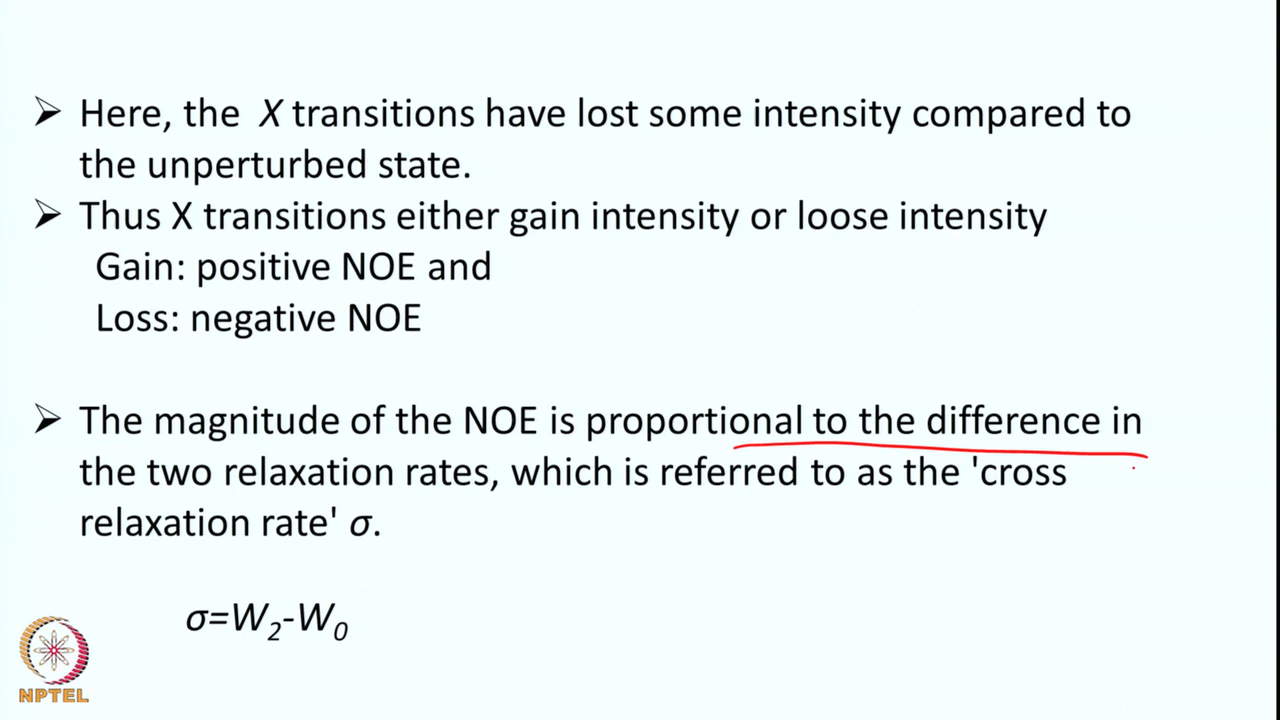 ➢ Here, the X transitions have lost some intensity compared to
the unperturbed state.
➢ Thus X transitions either gain intensity or loose intensity
Gain: positive NOE and
Loss: negative NOE
➢ The magnitude of the NOE is proportional to the difference in
the two relaxation rates, which is referred to as the 'cross
relaxation rate' σ.
σ=W₂-W₀
NPTEL